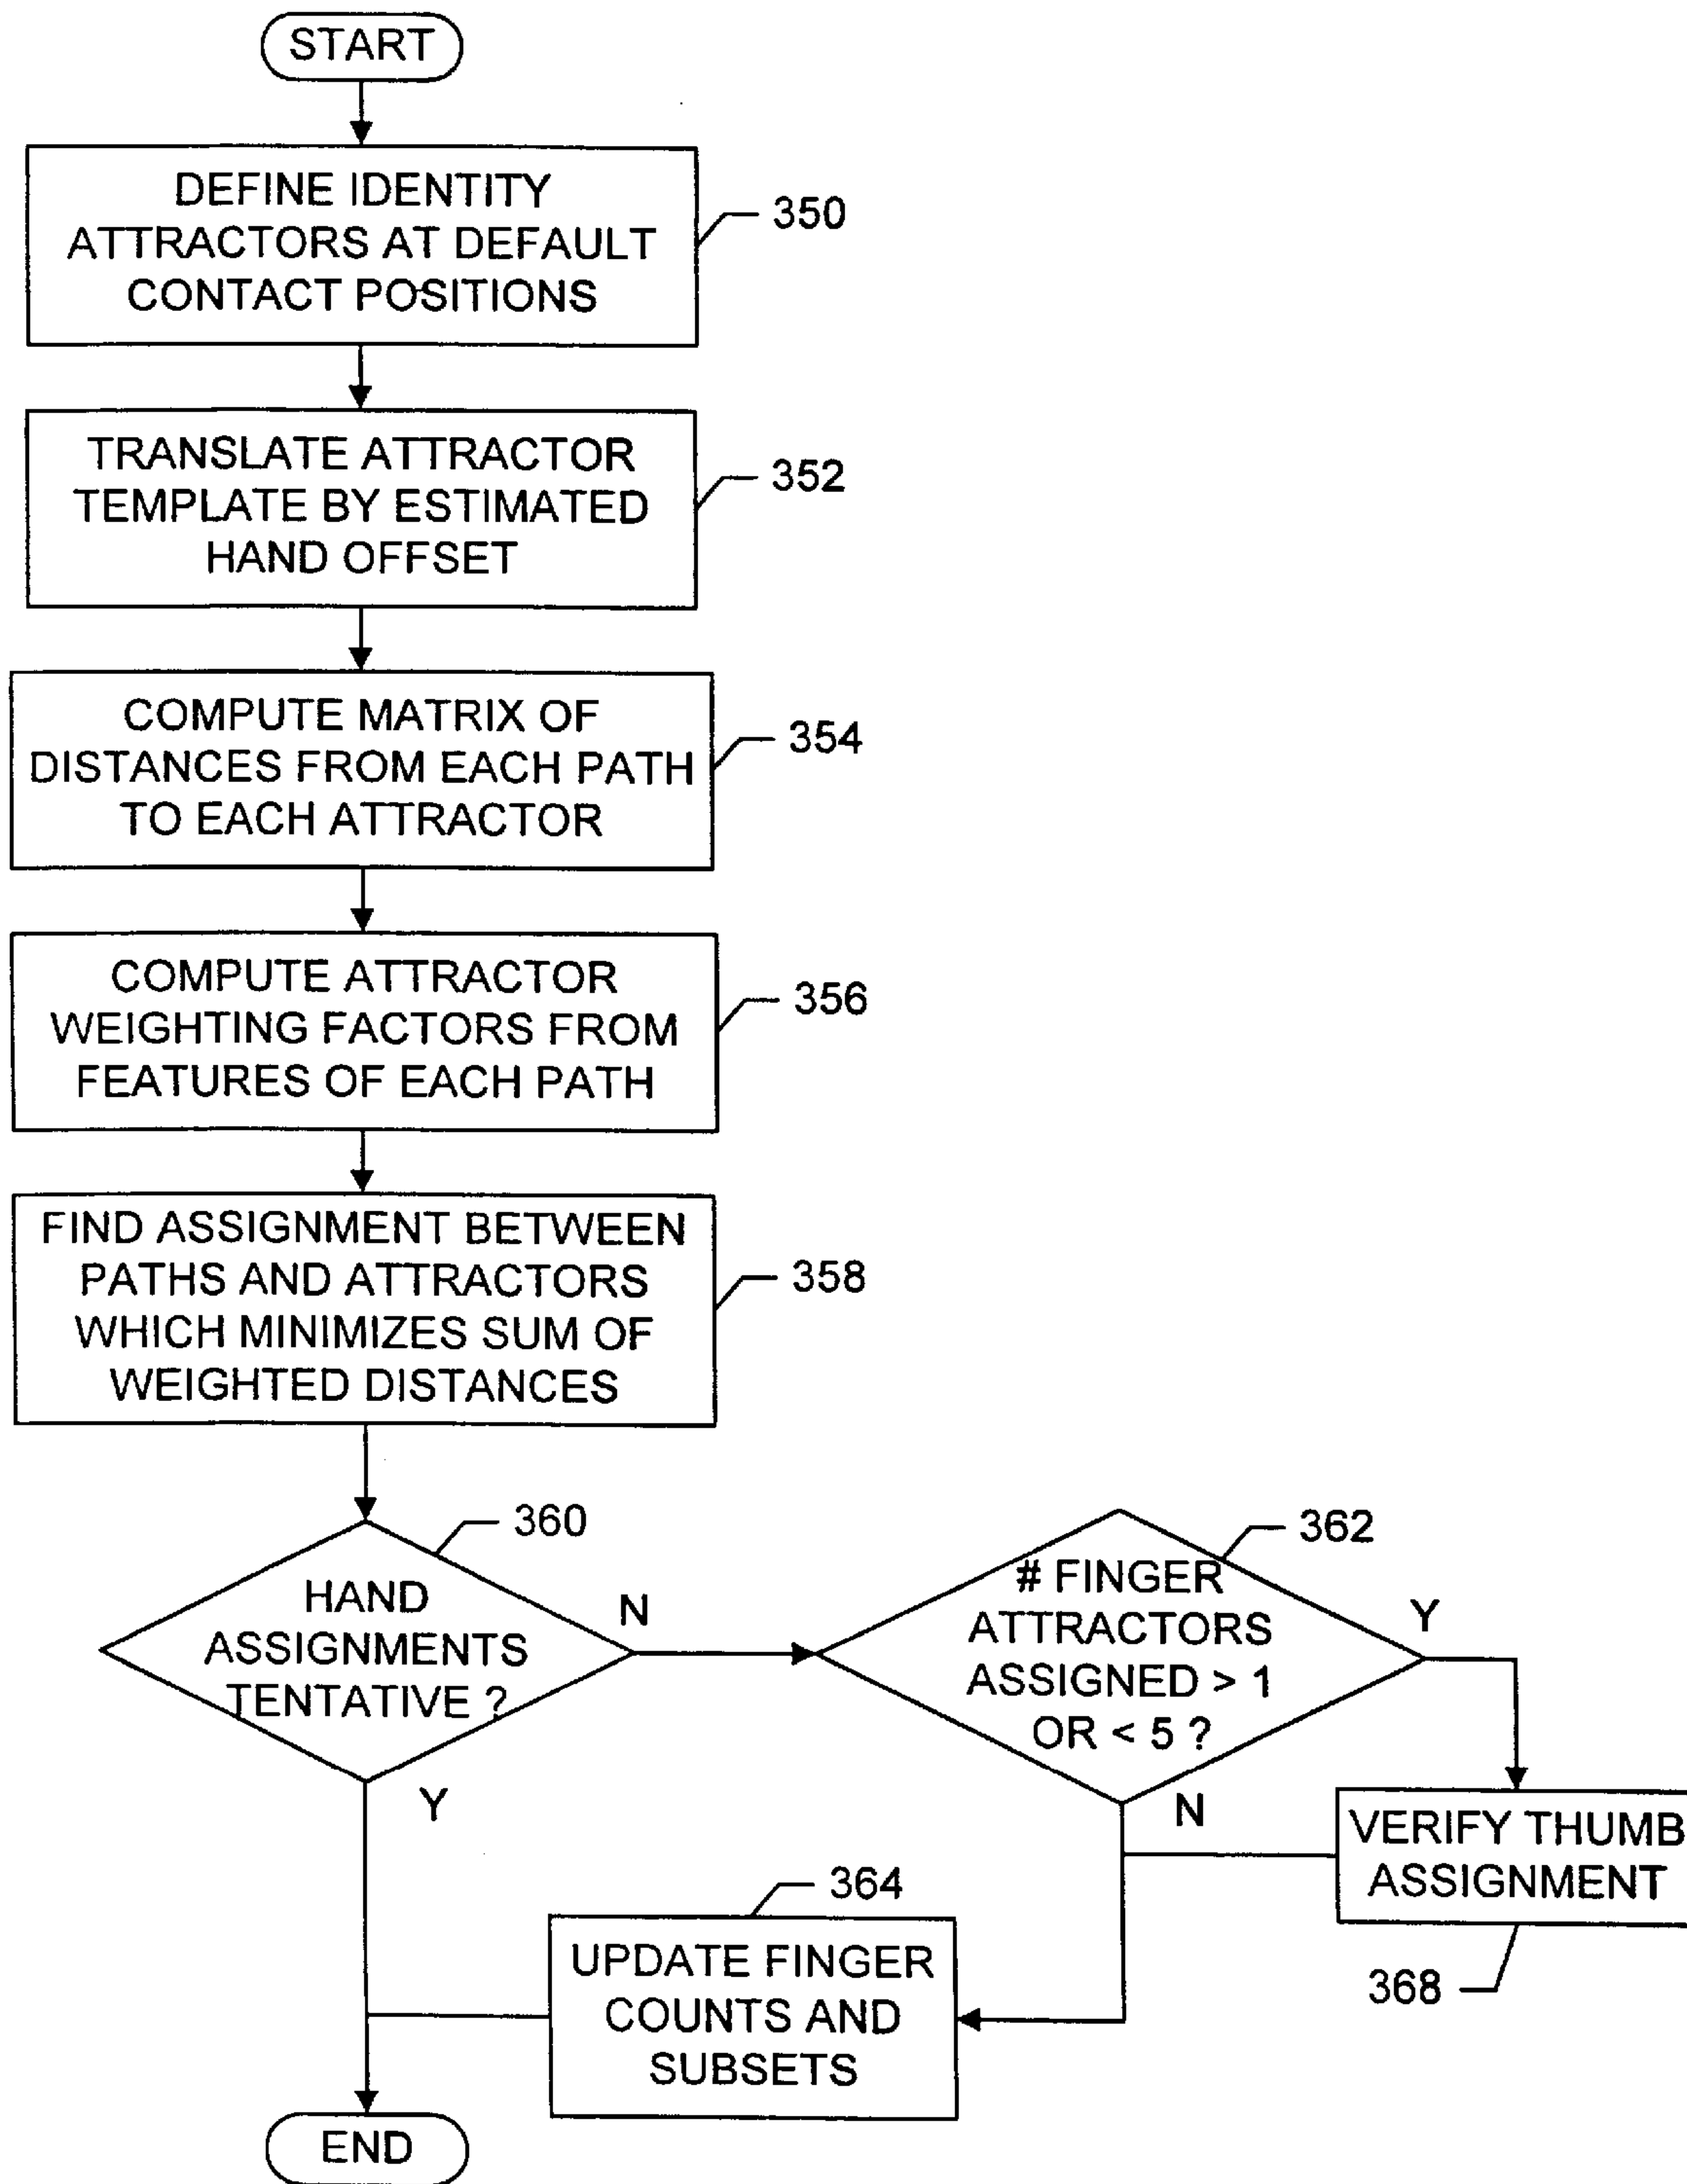 START
DEFINE IDENTITY
ATTRACTORS AT DEFAULT
CONTACT POSITIONS
350
TRANSLATE ATTRACTOR
TEMPLATE BY ESTIMATED
HAND OFFSET
352
COMPUTE MATRIX OF
DISTANCES FROM EACH PATH
TO EACH ATTRACTOR
354
COMPUTE ATTRACTOR
WEIGHTING FACTORS FROM
FEATURES OF EACH PATH
356
FIND ASSIGNMENT BETWEEN
PATHS AND ATTRACTORS
WHICH MINIMIZES SUM OF
WEIGHTED DISTANCES
358
360
HAND
ASSIGNMENTS
TENTATIVE ?
N
Y
362
# FINGER
ATTRACTORS
ASSIGNED > 1
OR < 5 ?
Y
N
VERIFY THUMB
ASSIGNMENT
368
364
UPDATE FINGER
COUNTS AND
SUBSETS
END